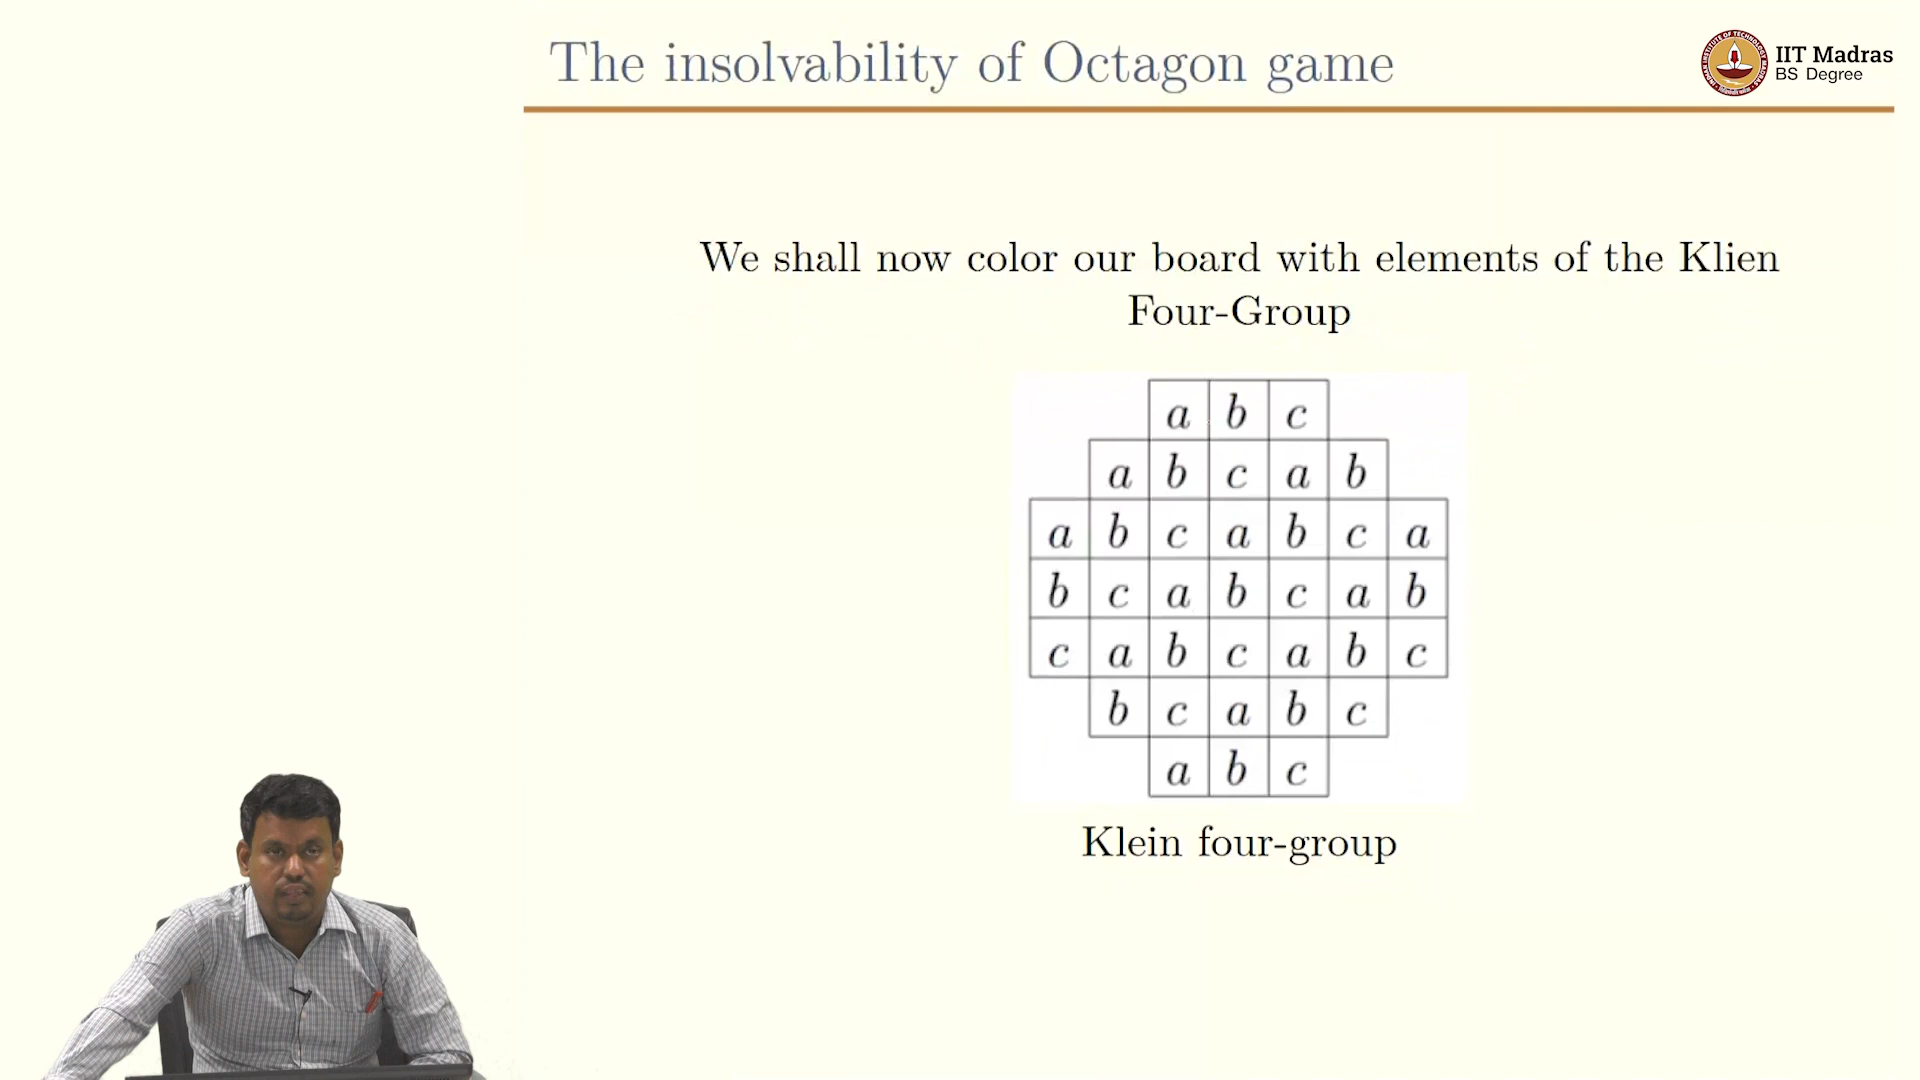 The insolvability of Octagon game
IIT Madras
BS Degree
We shall now color our board with elements of the Klien
Four-Group
a b c
a b c a b
a b c a b c a
b c a b c a b
c a b c a b c
b c a b c
a b c
Klein four-group